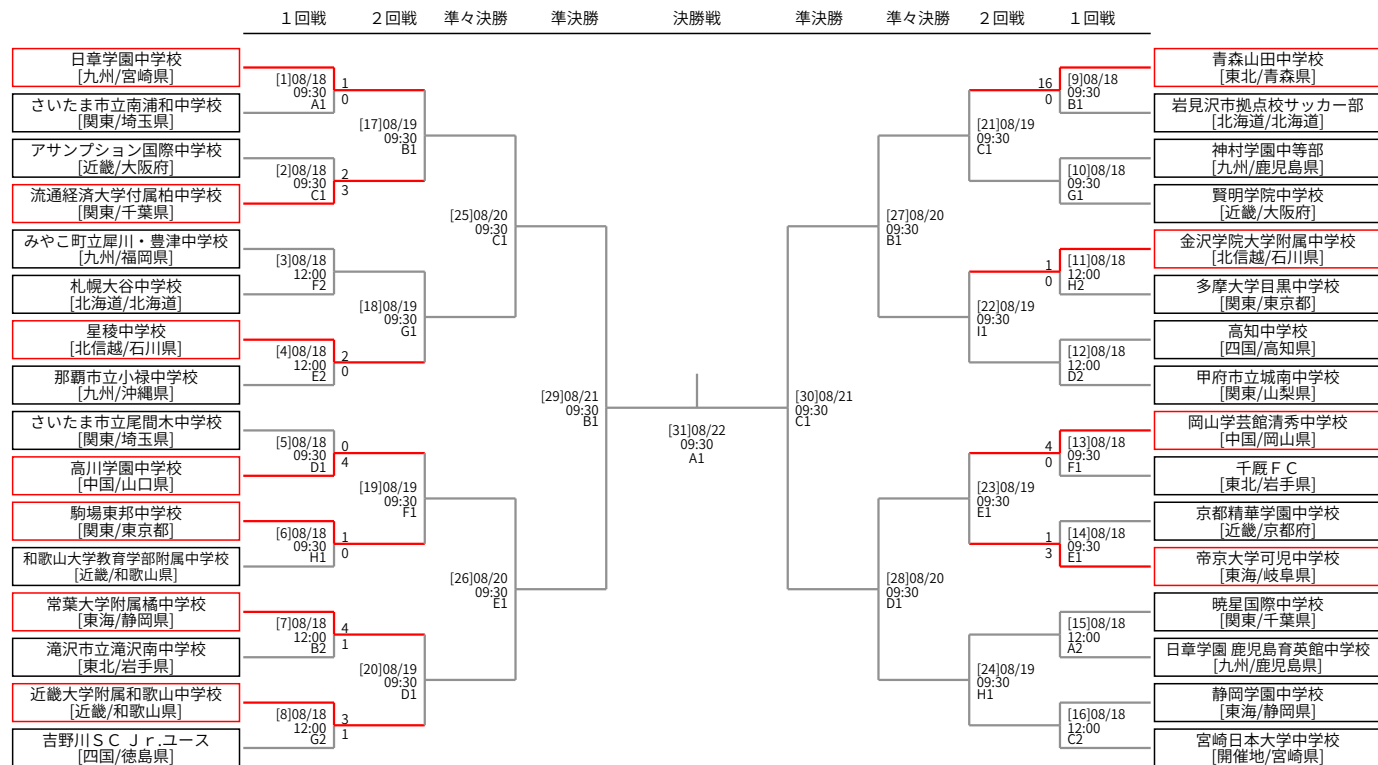 １回戦
２回戦
準々決勝
準決勝
決勝戦
準決勝
準々決勝
２回戦
１回戦
日章学園中学校
[九州/宮崎県]
さいたま市立南浦和中学校
[関東/埼玉県]
アサンプション国際中学校
[近畿/大阪府]
流通経済大学付属柏中学校
[関東/千葉県]
みやこ町立犀川・豊津中学校
[九州/福岡県]
札幌大谷中学校
[北海道/北海道]
星稜中学校
[北信越/石川県]
那覇市立小禄中学校
[九州/沖縄県]
さいたま市立尾間木中学校
[関東/埼玉県]
高川学園中学校
[中国/山口県]
駒場東邦中学校
[関東/東京都]
和歌山大学教育学部附属中学校
[近畿/和歌山県]
常葉大学附属橘中学校
[東海/静岡県]
滝沢市立滝沢南中学校
[東北/岩手県]
近畿大学附属和歌山中学校
[近畿/和歌山県]
吉野川ＳＣ Ｊｒ.ユース
[四国/徳島県]
[1]08/18
09:30
A1
1
0
[2]08/18
09:30
C1
2
3
[3]08/18
12:00
F2
[4]08/18
12:00
E2
2
0
[5]08/18
09:30
D1
0
4
[6]08/18
09:30
H1
1
0
[7]08/18
12:00
B2
4
1
[8]08/18
12:00
G2
3
1
[17]08/19
09:30
B1
[18]08/19
09:30
G1
[19]08/19
09:30
F1
[20]08/19
09:30
D1
[25]08/20
09:30
C1
[26]08/20
09:30
E1
[29]08/21
09:30
B1
[31]08/22
09:30
A1
[30]08/21
09:30
C1
[27]08/20
09:30
B1
[28]08/20
09:30
D1
[21]08/19
09:30
C1
[22]08/19
09:30
I1
[23]08/19
09:30
E1
[24]08/19
09:30
H1
16
0
[9]08/18
09:30
B1
[10]08/18
09:30
G1
1
0
[11]08/18
12:00
H2
[12]08/18
12:00
D2
4
0
[13]08/18
09:30
F1
1
3
[14]08/18
09:30
E1
[15]08/18
12:00
A2
[16]08/18
12:00
C2
青森山田中学校
[東北/青森県]
岩見沢市拠点校サッカー部
[北海道/北海道]
神村学園中等部
[九州/鹿児島県]
賢明学院中学校
[近畿/大阪府]
金沢学院大学附属中学校
[北信越/石川県]
多摩大学目黒中学校
[関東/東京都]
高知中学校
[四国/高知県]
甲府市立城南中学校
[関東/山梨県]
岡山学芸館清秀中学校
[中国/岡山県]
千厩ＦＣ
[東北/岩手県]
京都精華学園中学校
[近畿/京都府]
帝京大学可児中学校
[東海/岐阜県]
暁星国際中学校
[関東/千葉県]
日章学園 鹿児島育英館中学校
[九州/鹿児島県]
静岡学園中学校
[東海/静岡県]
宮崎日本大学中学校
[開催地/宮崎県]